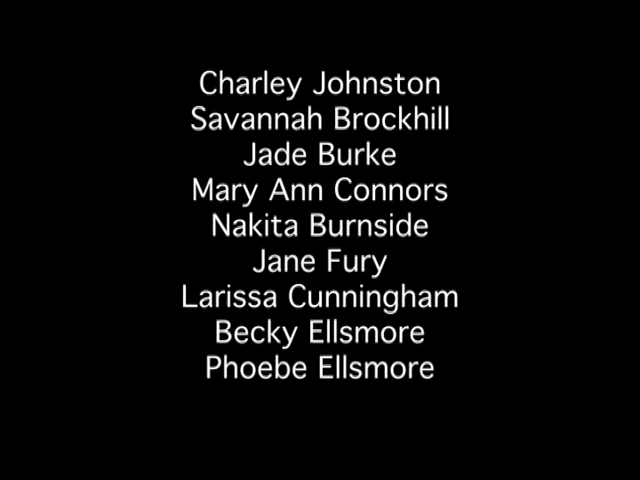 Charley Johnston
Savannah Brockhill
Jade Burke
Mary Ann Connors
Nakita Burnside
Jane Fury
Larissa Cunningham
Becky Ellsmore
Phoebe Ellsmore